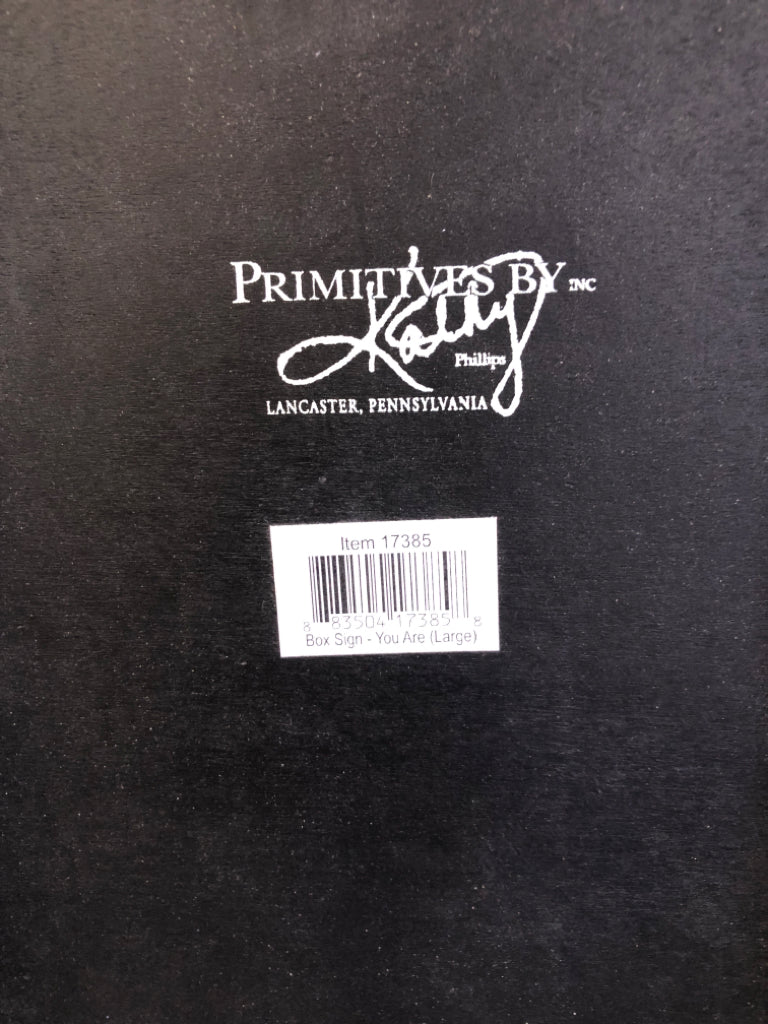 PRIMITIVES BY INC
Kathy
Phillips
LANCASTER, PENNSYLVANIA
Item 17385
8 83504 17385 8
Box Sign - You Are (Large)